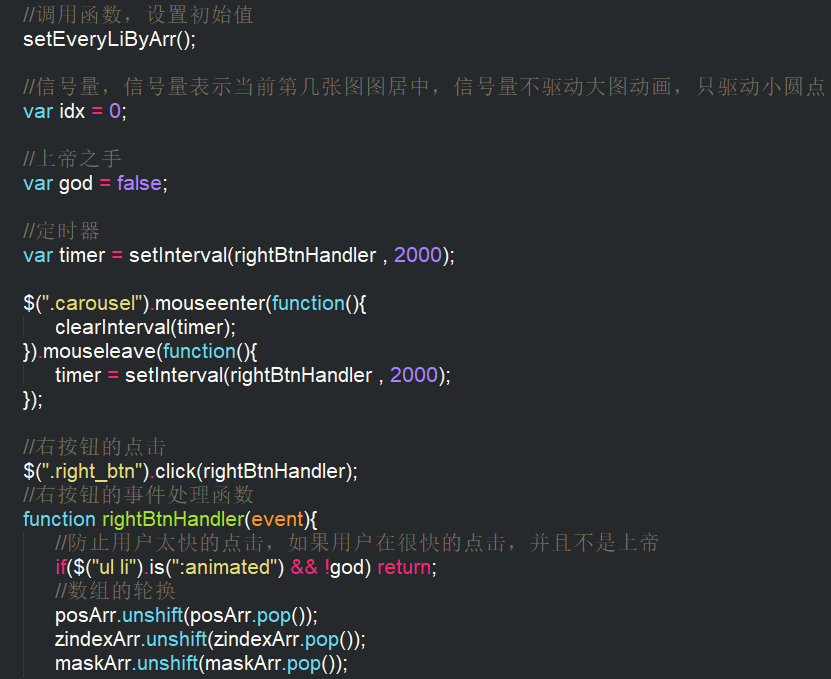 //调用函数，设置初始值
setEveryLiByArr();
//信号量，信号量表示当前第几张图图居中，信号量不驱动大图动画，只驱动小圆点
var idx = 0;
//上帝之手
var god = false;
//定时器
var timer = setInterval(rightBtnHandler , 2000);
$(".carousel").mouseenter(function(){
clearInterval(timer);
}).mouseleave(function(){
timer = setInterval(rightBtnHandler , 2000);
});
//右按钮的点击
$(".right_btn").click(rightBtnHandler);
//右按钮的事件处理函数
function rightBtnHandler(event){
//防止用户太快的点击，如果用户在很快的点击，并且不是上帝
if($("ul li").is(":animated") && !god) return;
//数组的轮换
posArr.unshift(posArr.pop());
zindexArr.unshift(zindexArr.pop());
maskArr.unshift(maskArr.pop());